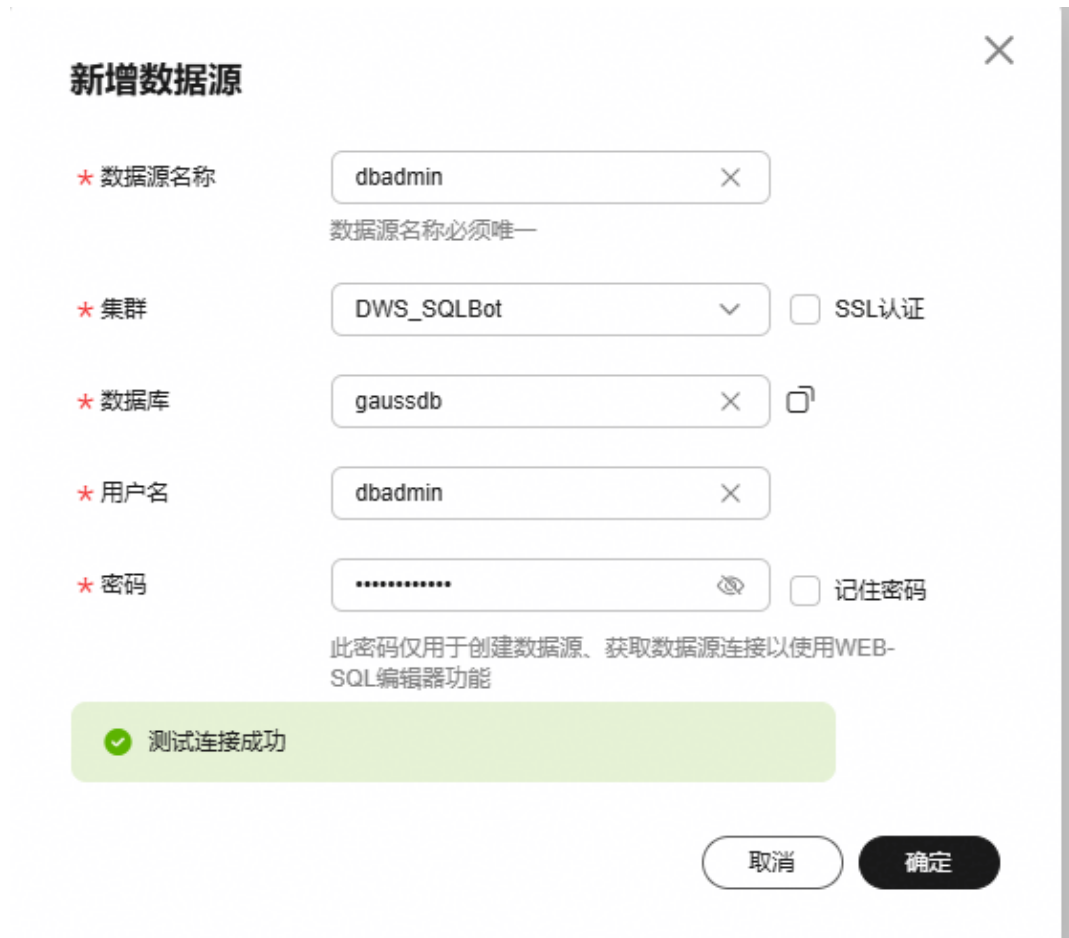 新增数据源
* 数据源名称 dbadmin
数据源名称必须唯一
* 集群 DWS_SQLBot SSL认证
* 数据库 gaussdb
* 用户名 dbadmin
* 密码 •••••••••••• 记住密码
此密码仅用于创建数据源、获取数据源连接以使用WEB-
SQL编辑器功能
测试连接成功
取消 确定